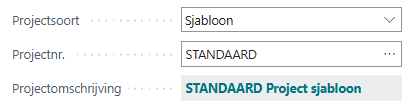 Projectsoort Sjabloon
Projectnr. STANDAARD ...
Projectomschrijving STANDAARD Project sjabloon